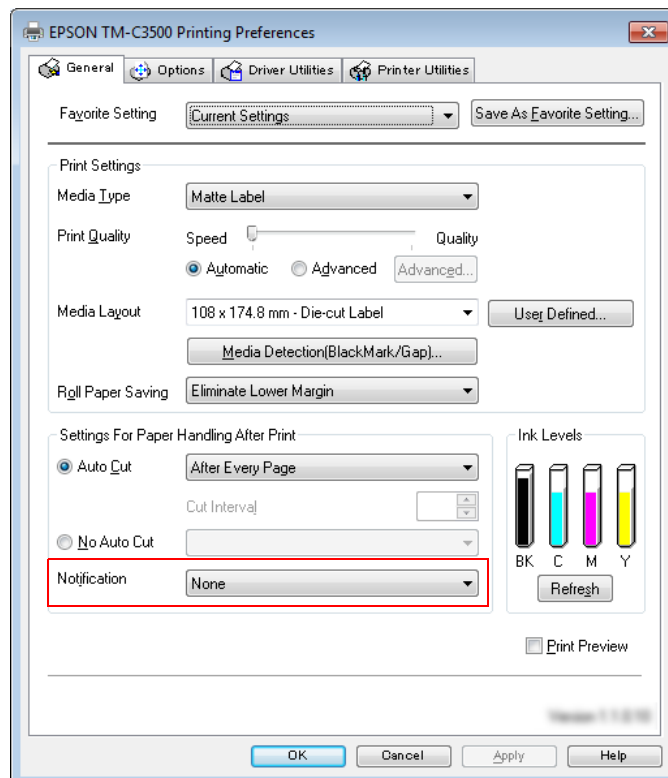 EPSON TM-C3500 Printing Preferences
General Options Driver Utilities Printer Utilities
Favorite Setting Current Settings Save As Favorite Setting...
Print Settings
Media Type Matte Label
Print Quality Speed Quality
Automatic Advanced Advanced...
Media Layout 108 x 174.8 mm - Die-cut Label User Defined...
Media Detection(BlackMark/Gap)...
Roll Paper Saving Eliminate Lower Margin
Settings For Paper Handling After Print Ink Levels
Auto Cut After Every Page
Cut Interval
No Auto Cut
BK C M Y
Notification None Refresh
Print Preview
OK Cancel Apply Help